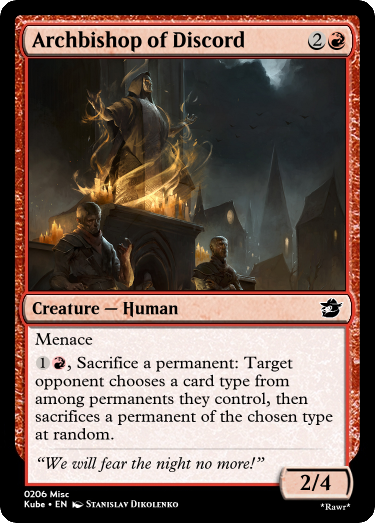 Archbishop of Discord 2
Creature — Human
Menace
1, Sacrifice a permanent: Target
opponent chooses a card type from
among permanents they control, then
sacrifices a permanent of the chosen type
at random.
“We will fear the night no more!”
2/4
0206 Misc
Kube • EN STANISLAV DIKOLENKO
*Rawr*